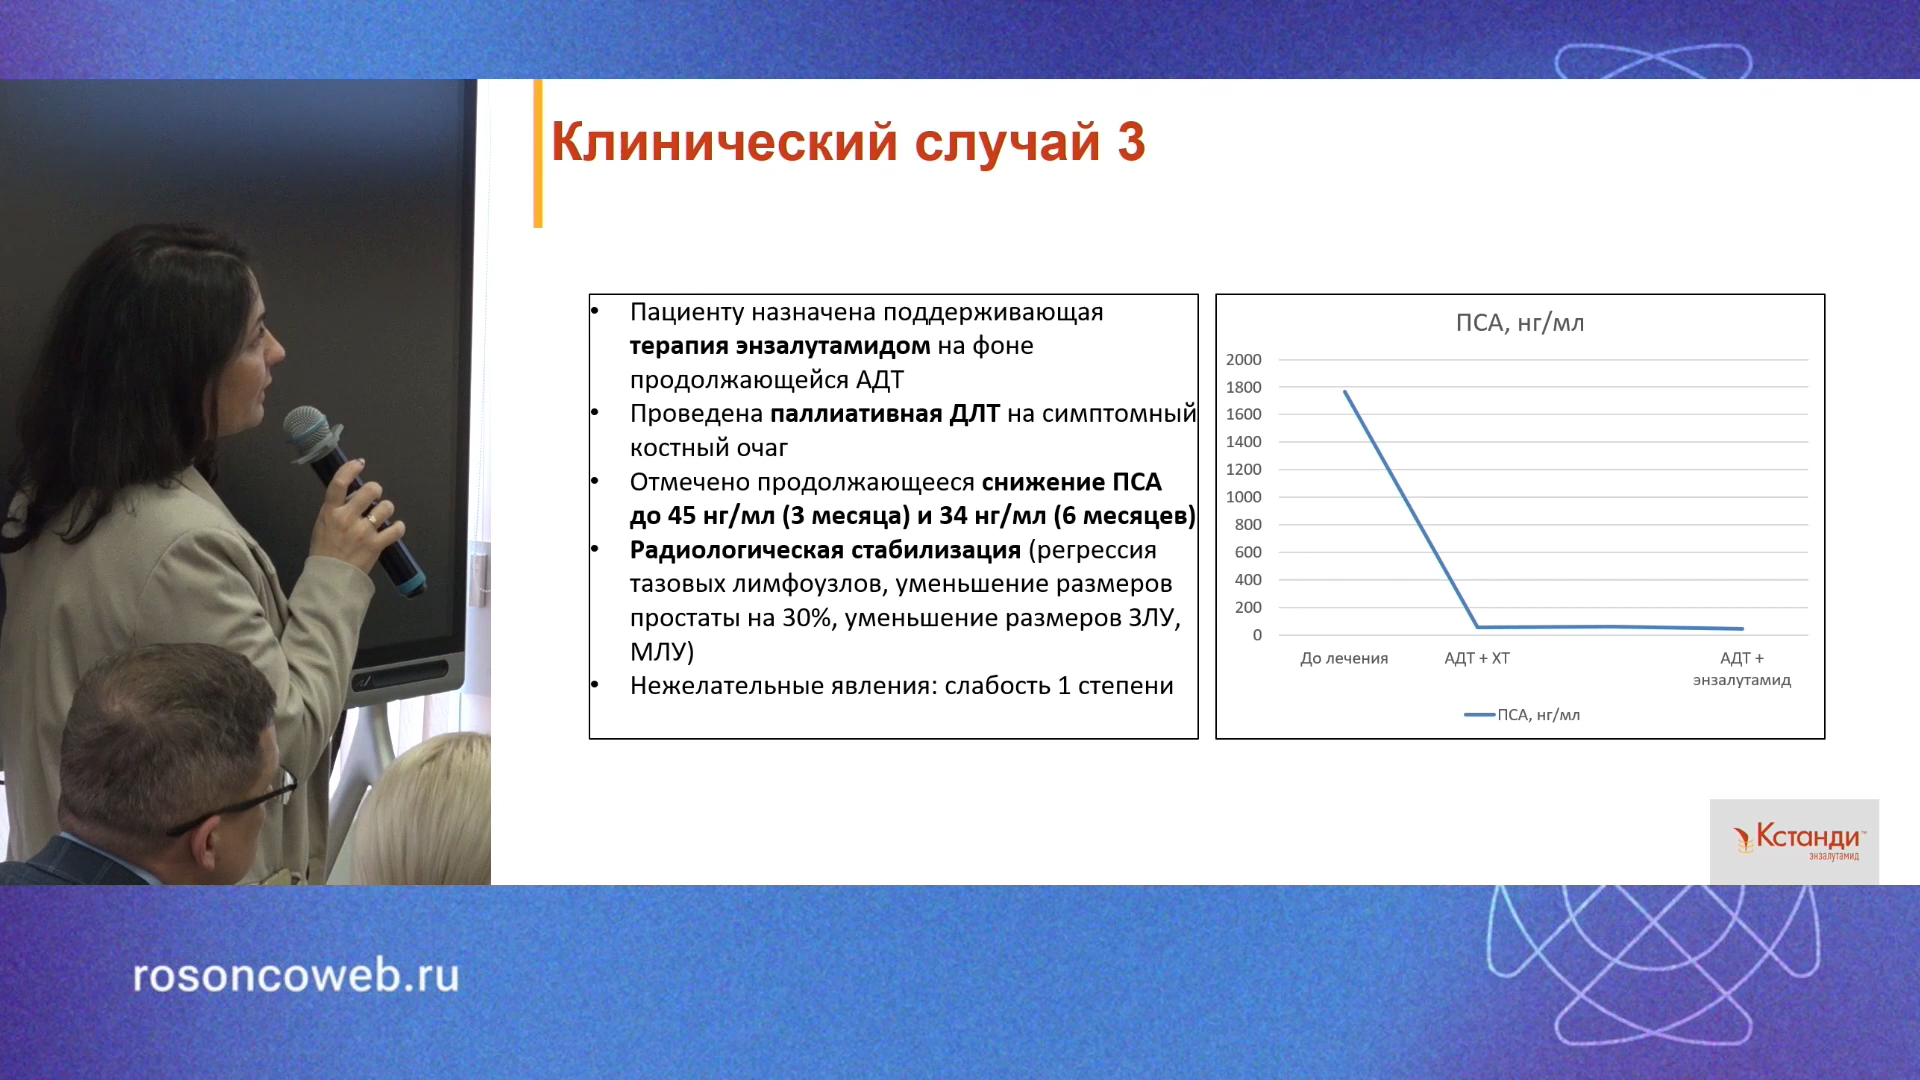 Клинический случай 3
• Пациенту назначена поддерживающая
терапия энзалутамидом на фоне
продолжающейся АДТ
• Проведена паллиативная ДЛТ на симптомный
костный очаг
• Отмечено продолжающееся снижение ПСА
до 45 нг/мл (3 месяца) и 34 нг/мл (6 месяцев)
• Радиологическая стабилизация (регрессия
тазовых лимфоузлов, уменьшение размеров
простаты на 30%, уменьшение размеров ЗЛУ,
МЛУ)
• Нежелательные явления: слабость 1 степени
ПСА, нг/мл
2000
1800
1600
1400
1200
1000
800
600
400
200
0
До лечения
АДТ + ХТ
АДТ +
энзалутамид
ПСА, нг/мл
Кстанди™
энзалутамид
rosoncoweb.ru